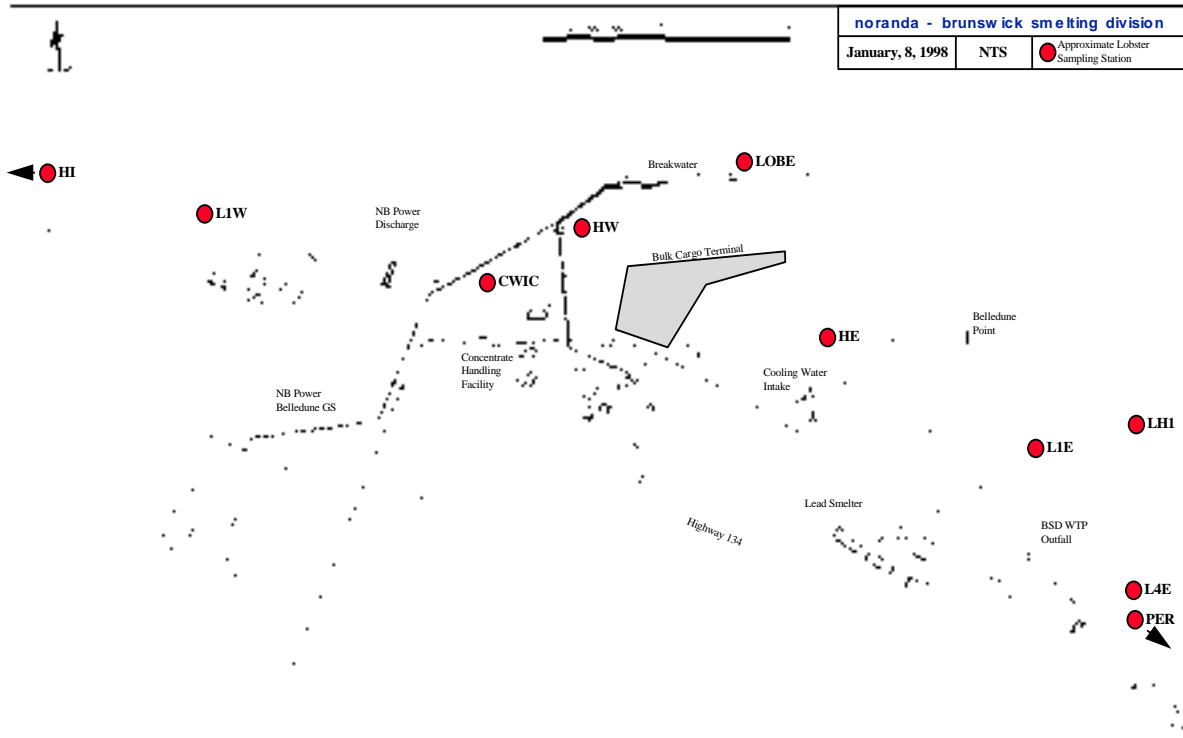 noranda - brunswick smelting division
January, 8, 1998
NTS
Approximate Lobster
Sampling Station
HI
L1W
NB Power
Discharge
Breakwater
LOBE
HW
Bulk Cargo Terminal
CWIC
Belledune
Point
HE
Concentrate
Handling
Facility
Cooling Water
Intake
NB Power
Belledune GS
LH1
L1E
Lead Smelter
Highway 134
BSD WTP
Outfall
L4E
PER